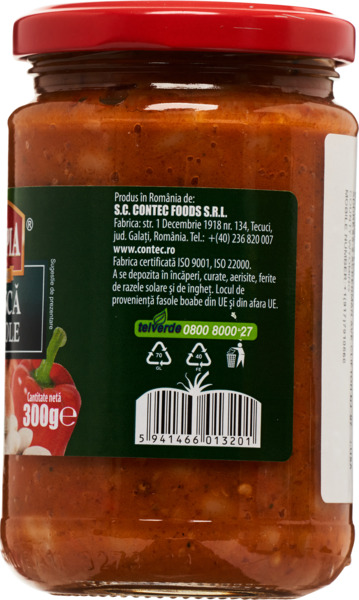 ®
CĂ
OLE
Sugestie de prezentare
Cantitate netă
300g℮
Produs în România de:
S.C. CONTEC FOODS S.R.L.
Fabrica: str. 1 Decembrie 1918 nr. 134, Tecuci,
jud. Galați, România. Tel.: +(40) 236 820 007
www.contec.ro
Fabrica certificată ISO 9001, ISO 22000.
A se depozita în încăperi, curate, aerisite, ferite
de razele solare și de îngheț. Locul de
proveniență fasole boabe din UE și din afara UE.
telverde 0800 8000-27
70
GL
40
FE
5 941466 013201